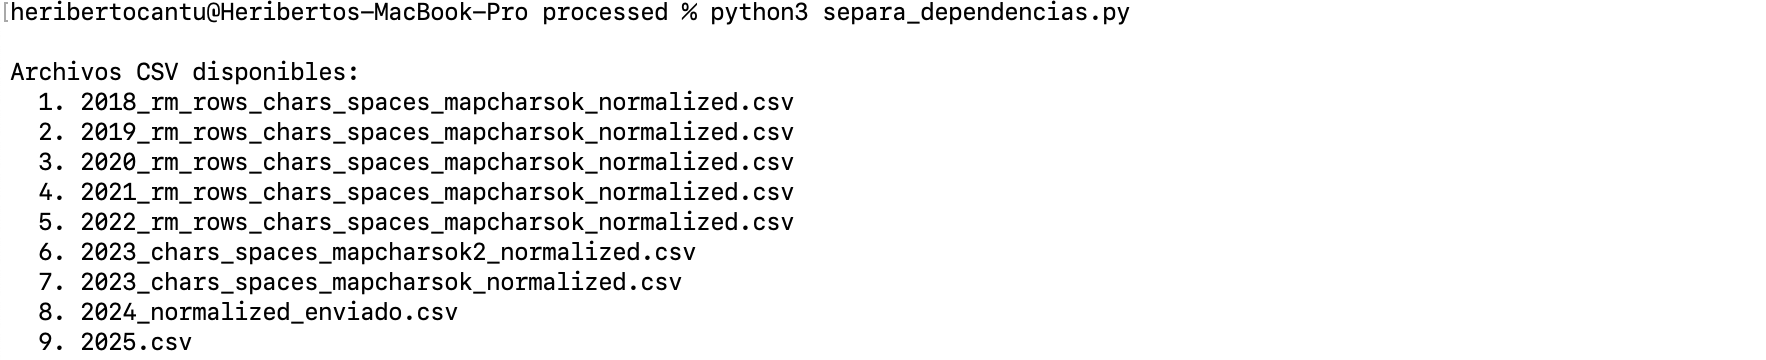 [heribertocantu@Heribertos-MacBook-Pro processed % python3 separa_dependencias.py
Archivos CSV disponibles:
1. 2018_rm_rows_chars_spaces_mapcharsok_normalized.csv
2. 2019_rm_rows_chars_spaces_mapcharsok_normalized.csv
3. 2020_rm_rows_chars_spaces_mapcharsok_normalized.csv
4. 2021_rm_rows_chars_spaces_mapcharsok_normalized.csv
5. 2022_rm_rows_chars_spaces_mapcharsok_normalized.csv
6. 2023_chars_spaces_mapcharsok2_normalized.csv
7. 2023_chars_spaces_mapcharsok_normalized.csv
8. 2024_normalized_enviado.csv
9. 2025.csv